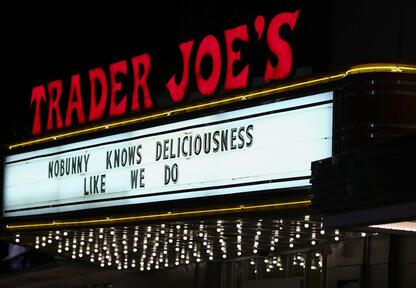 TRADER JOE'S
NOBUNNY KNOWS DELICIOUSNESS
LIKE WE DO